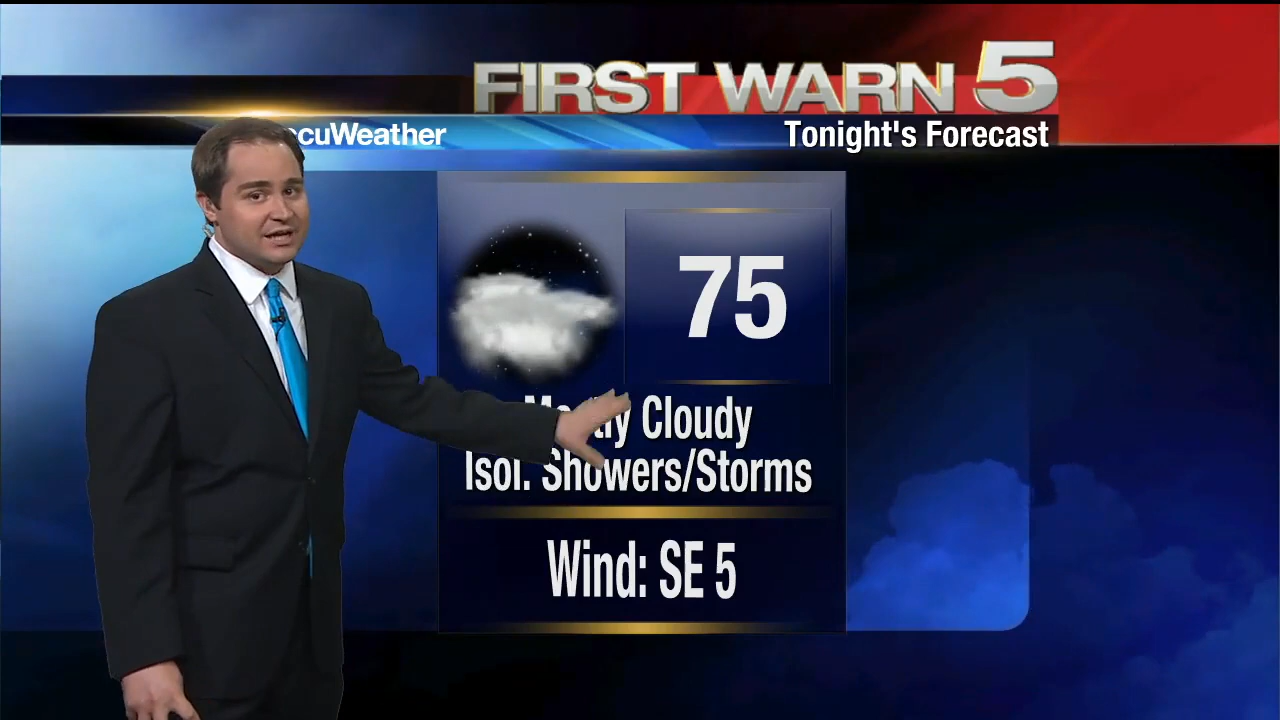 FIRST WARN 5
cuWeather
Tonight's Forecast
75
Cloudy
Isol. Showers/Storms
Wind: SE 5